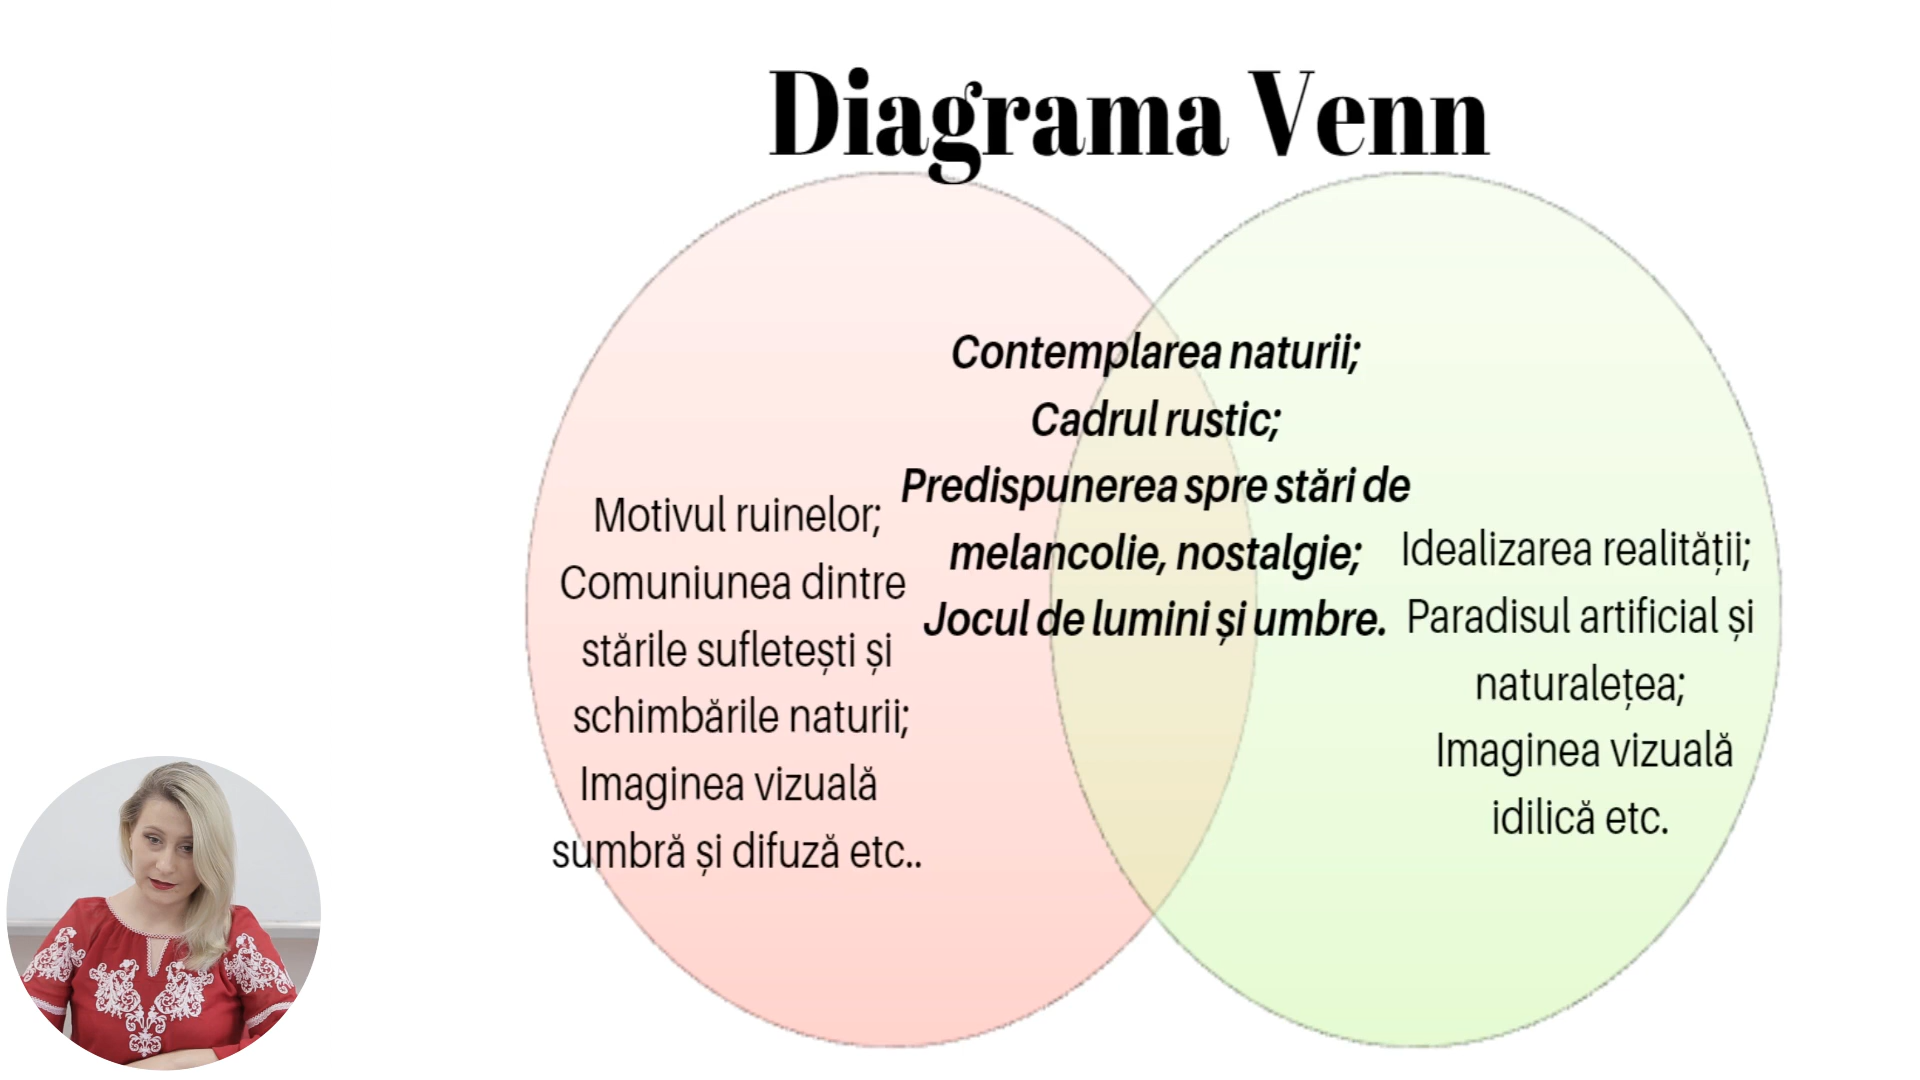 Diagrama Venn
Motivul ruinelor;
Comuniunea dintre
stările sufletești și
schimbările naturii;
Imaginea vizuală
sumbră și difuză etc..
Contemplarea naturii;
Cadrul rustic;
Predispunerea spre stări de
melancolie, nostalgie;
Jocul de lumini și umbre.
Idealizarea realității;
Paradisul artificial și
naturalețea;
Imaginea vizuală
idilică etc.